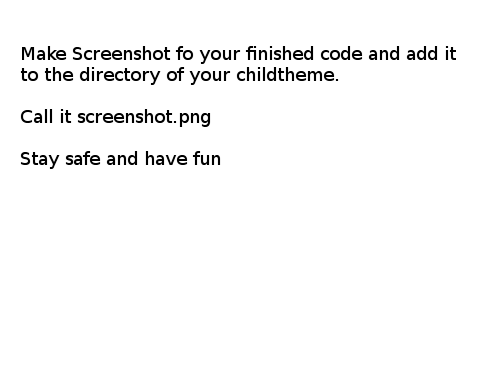 Make Screenshot fo your finished code and add it
to the directory of your childtheme.
Call it screenshot.png
Stay safe and have fun